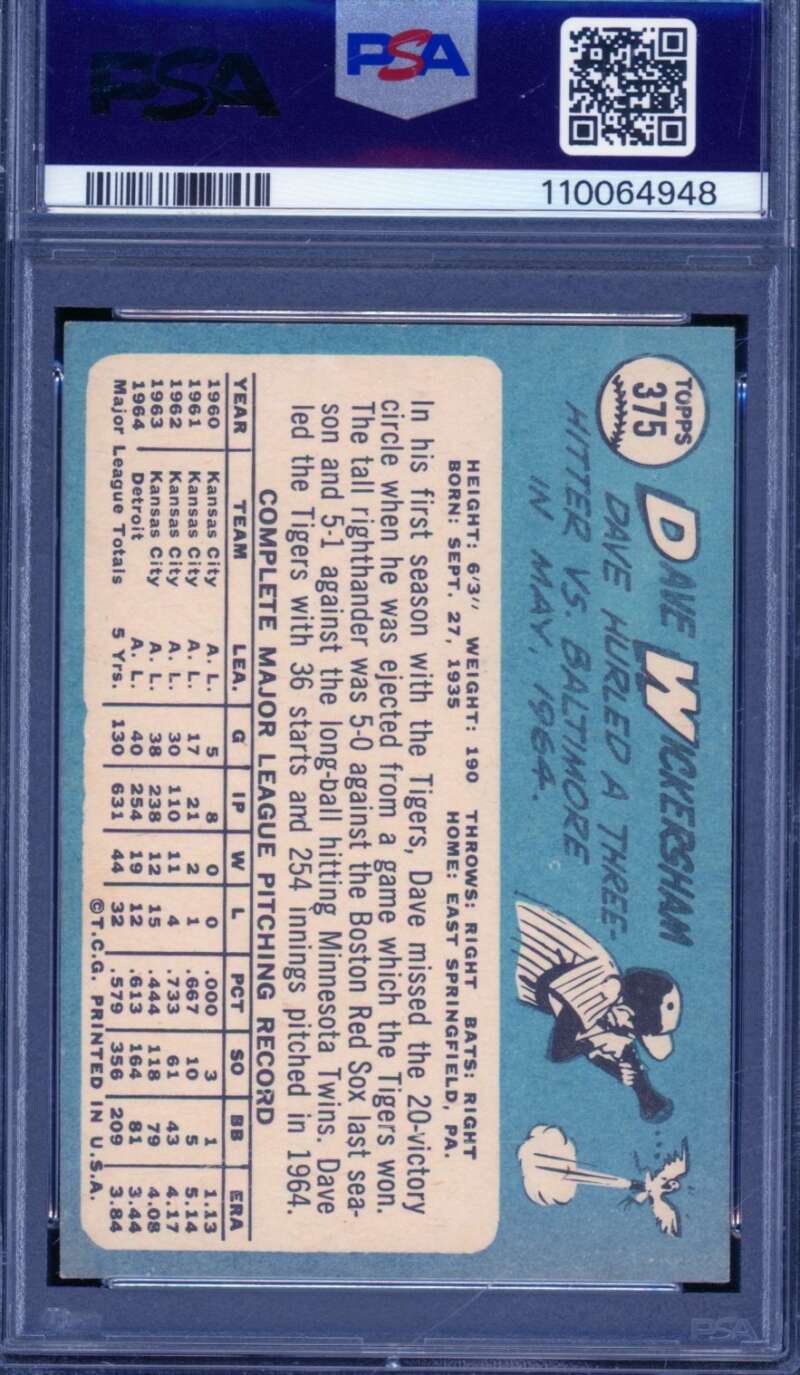 PSA
PSA
110064948
TOPPS
375
DAVE WICKERSHAM
DAVE HURLED A THREE-
HITTER VS. BALTIMORE
IN MAY, 1964.
HEIGHT: 6'3" WEIGHT: 190 THROWS: RIGHT BATS: RIGHT
BORN: SEPT. 27, 1935 HOME: EAST SPRINGFIELD, PA.
In his first season with the Tigers, Dave missed the 20-victory
circle when he was ejected from a game which the Tigers won.
The tall righthander was 5-0 against the Boston Red Sox last sea-
son and 5-1 against the long-ball hitting Minnesota Twins. Dave
led the Tigers with 36 starts and 254 innings pitched in 1964.
COMPLETE MAJOR LEAGUE PITCHING RECORD
YEAR TEAM LEA. G IP W L PCT SO BB ERA
1960 Kansas City A. L. 5 8 0 0 .000 3 1 1.13
1961 Kansas City A. L. 17 21 2 1 .667 10 5 5.14
1962 Kansas City A. L. 30 110 11 4 .733 61 43 4.17
1963 Kansas City A. L. 38 238 12 15 .444 118 79 4.08
1964 Detroit A. L. 40 254 19 12 .613 164 81 3.44
Major League Totals 5 Yrs. 130 631 44 32 .579 356 209 3.84
©T.C.G. PRINTED IN U.S.A.
PSA